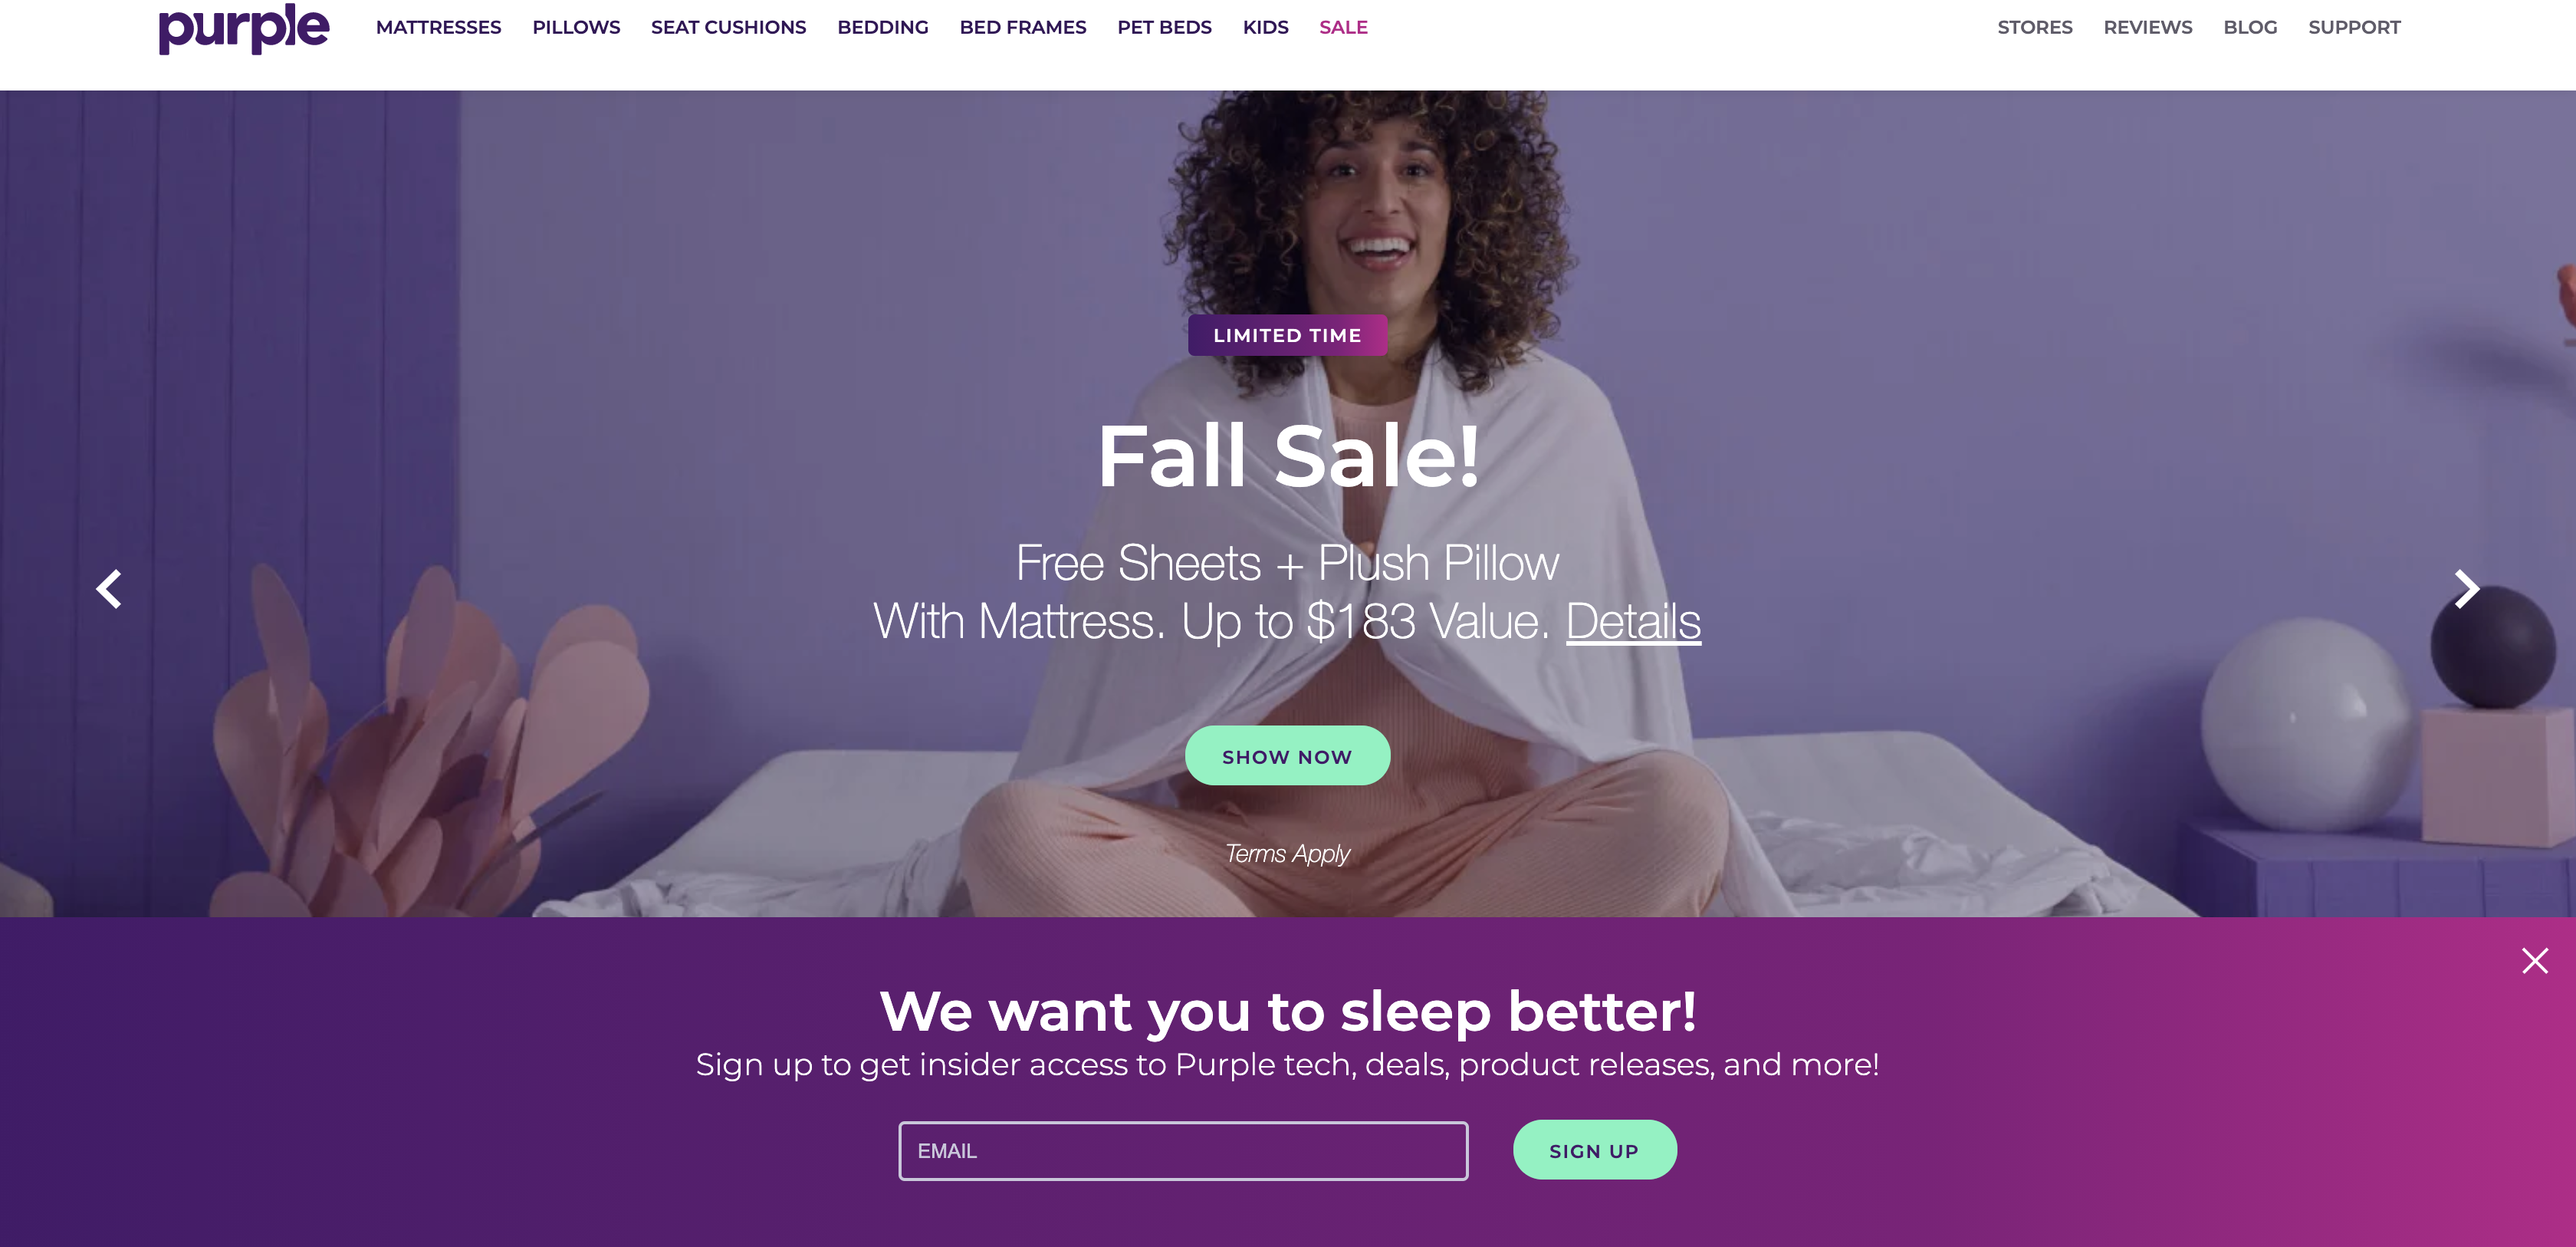 purple MATTRESSES PILLOWS SEAT CUSHIONS BEDDING BED FRAMES PET BEDS KIDS SALE STORES REVIEWS BLOG SUPPORT
LIMITED TIME
Fall Sale!
Free Sheets + Plush Pillow
With Mattress. Up to $183 Value. Details
SHOW NOW
Terms Apply
We want you to sleep better!
Sign up to get insider access to Purple tech, deals, product releases, and more!
EMAIL SIGN UP